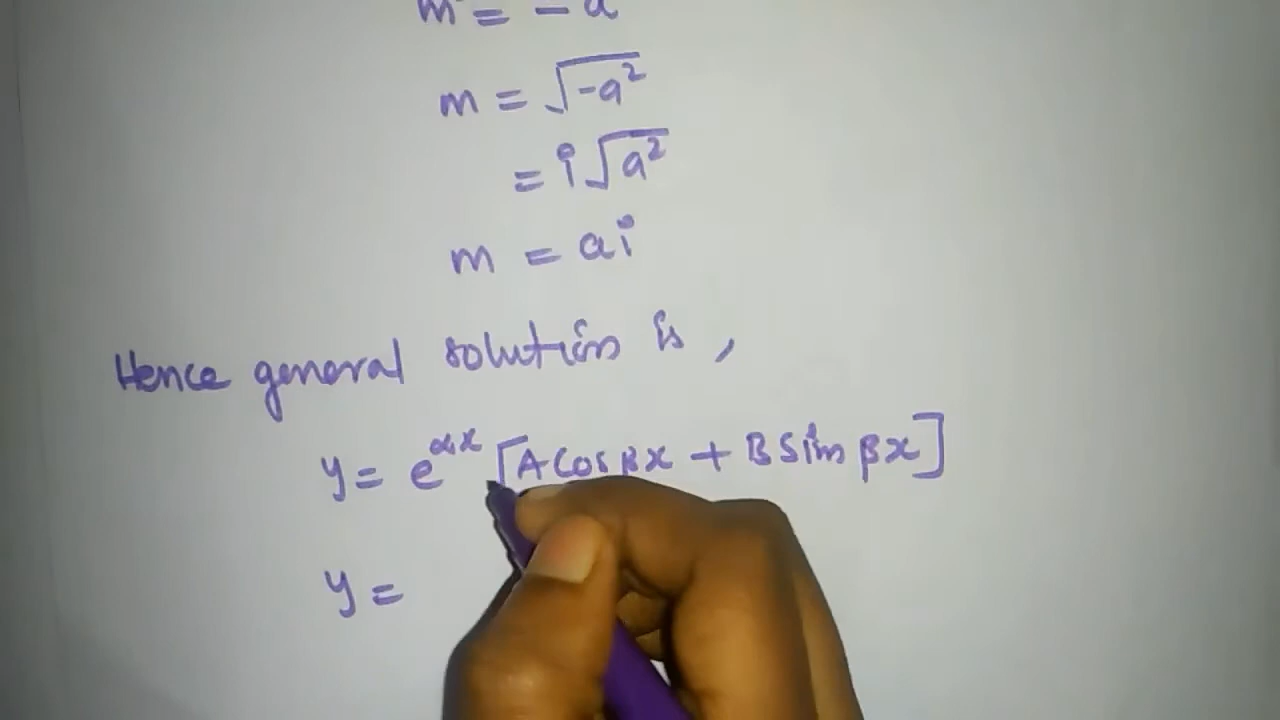 m = - a
m = √-a²
= i√a²
m = ai
Hence general solution is,
y = e^αx [A cos βx + B sin βx]
y =